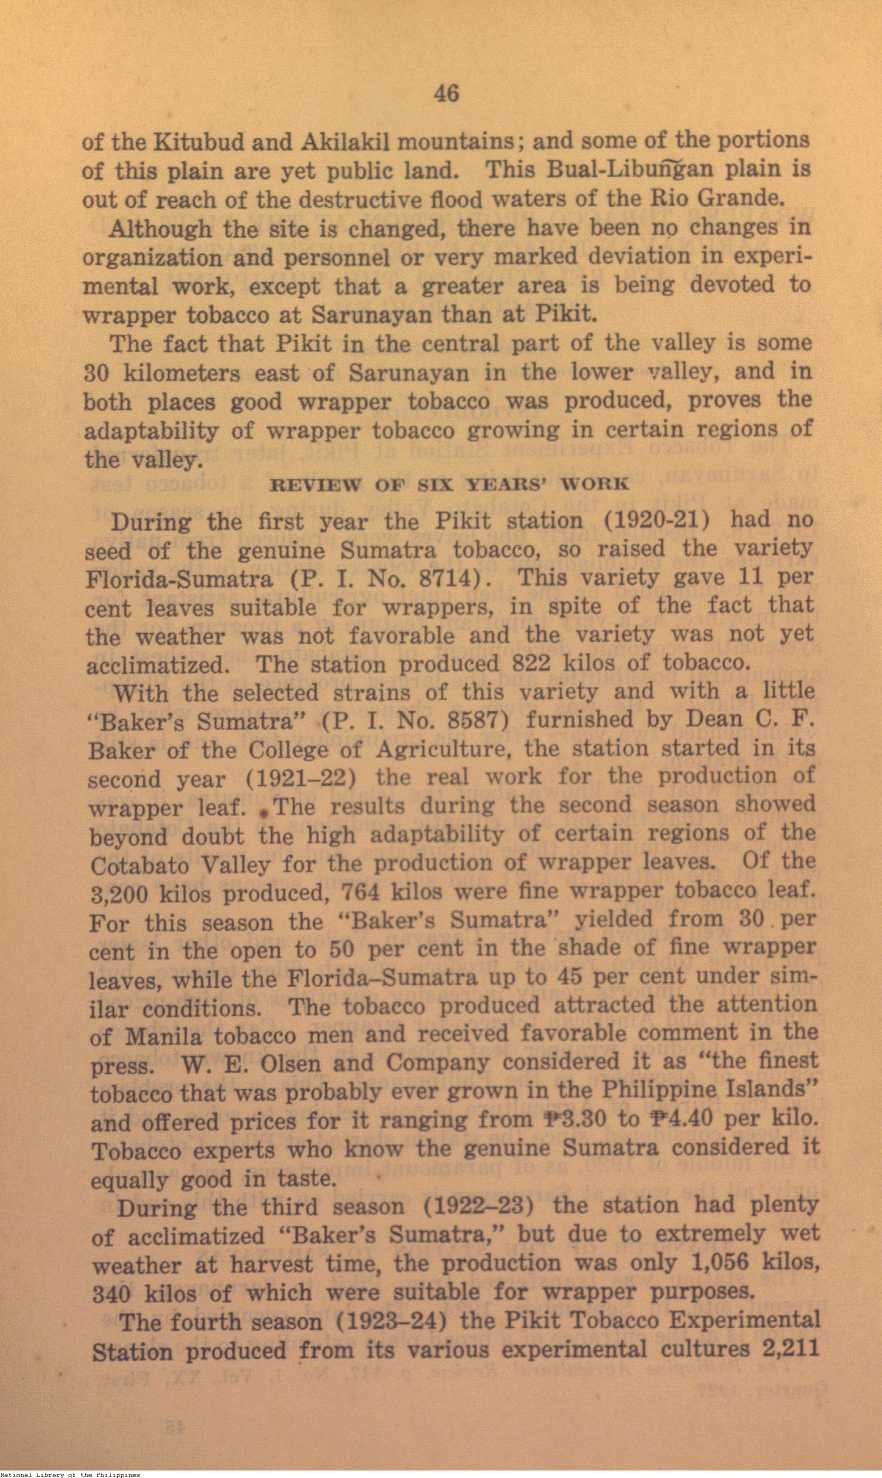 46
of the Kitubud and Akilakil mountains; and some of the portions
of this plain are yet public land. This Bual-Libun͠gan plain is
out of reach of the destructive flood waters of the Rio Grande.
Although the site is changed, there have been no changes in
organization and personnel or very marked deviation in experi-
mental work, except that a greater area is being devoted to
wrapper tobacco at Sarunayan than at Pikit.
The fact that Pikit in the central part of the valley is some
30 kilometers east of Sarunayan in the lower valley, and in
both places good wrapper tobacco was produced, proves the
adaptability of wrapper tobacco growing in certain regions of
the valley.
REVIEW OF SIX YEARS' WORK
During the first year the Pikit station (1920-21) had no
seed of the genuine Sumatra tobacco, so raised the variety
Florida-Sumatra (P. I. No. 8714). This variety gave 11 per
cent leaves suitable for wrappers, in spite of the fact that
the weather was not favorable and the variety was not yet
acclimatized. The station produced 822 kilos of tobacco.
With the selected strains of this variety and with a little
"Baker's Sumatra" (P. I. No. 8587) furnished by Dean C. F.
Baker of the College of Agriculture, the station started in its
second year (1921–22) the real work for the production of
wrapper leaf. The results during the second season showed
beyond doubt the high adaptability of certain regions of the
Cotabato Valley for the production of wrapper leaves. Of the
3,200 kilos produced, 764 kilos were fine wrapper tobacco leaf.
For this season the "Baker's Sumatra" yielded from 30 per
cent in the open to 50 per cent in the shade of fine wrapper
leaves, while the Florida–Sumatra up to 45 per cent under sim-
ilar conditions. The tobacco produced attracted the attention
of Manila tobacco men and received favorable comment in the
press. W. E. Olsen and Company considered it as "the finest
tobacco that was probably ever grown in the Philippine Islands"
and offered prices for it ranging from ₱3.30 to ₱4.40 per kilo.
Tobacco experts who know the genuine Sumatra considered it
equally good in taste.
During the third season (1922–23) the station had plenty
of acclimatized "Baker's Sumatra," but due to extremely wet
weather at harvest time, the production was only 1,056 kilos,
340 kilos of which were suitable for wrapper purposes.
The fourth season (1923–24) the Pikit Tobacco Experimental
Station produced from its various experimental cultures 2,211
National Library of the Philippines